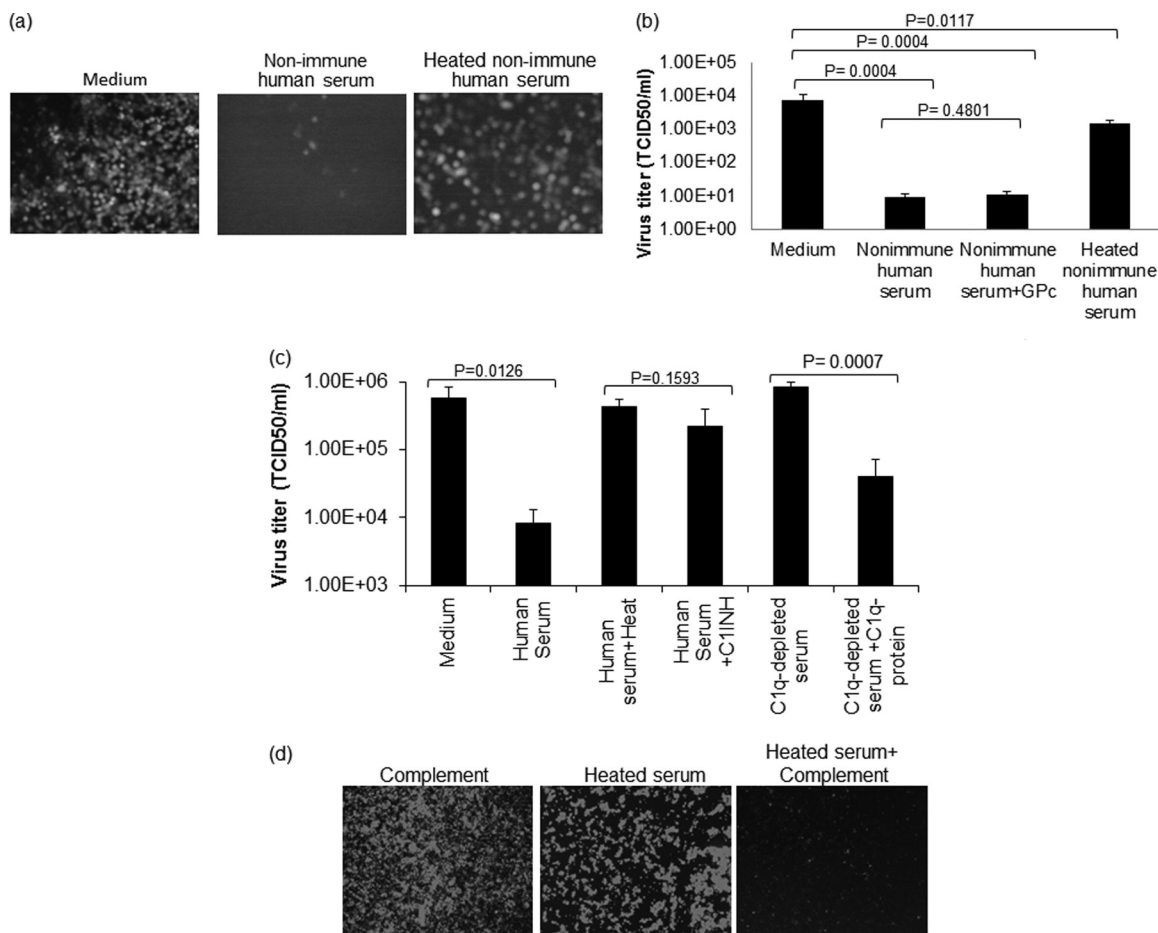 (a)
Medium
Non-immune
human serum
Heated non-immune
human serum
(b)
P=0.0117
P= 0.0004
P= 0.0004
P= 0.4801
Virus titer (TCID50/ml)
1.00E+05
1.00E+04
1.00E+03
1.00E+02
1.00E+01
1.00E+00
Medium
Nonimmune
human
serum
Nonimmune
human
serum+GPc
Heated
nonimmune
human
serum
(c)
P=0.0126
P=0.1593
P= 0.0007
Virus titer (TCID50/ml)
1.00E+06
1.00E+05
1.00E+04
1.00E+03
Medium
Human
Serum
Human
serum+Heat
Human
Serum
+C1INH
C1q-depleted
serum
C1q-depleted
serum +C1q-
protein
(d)
Complement
Heated serum
Heated serum+
Complement